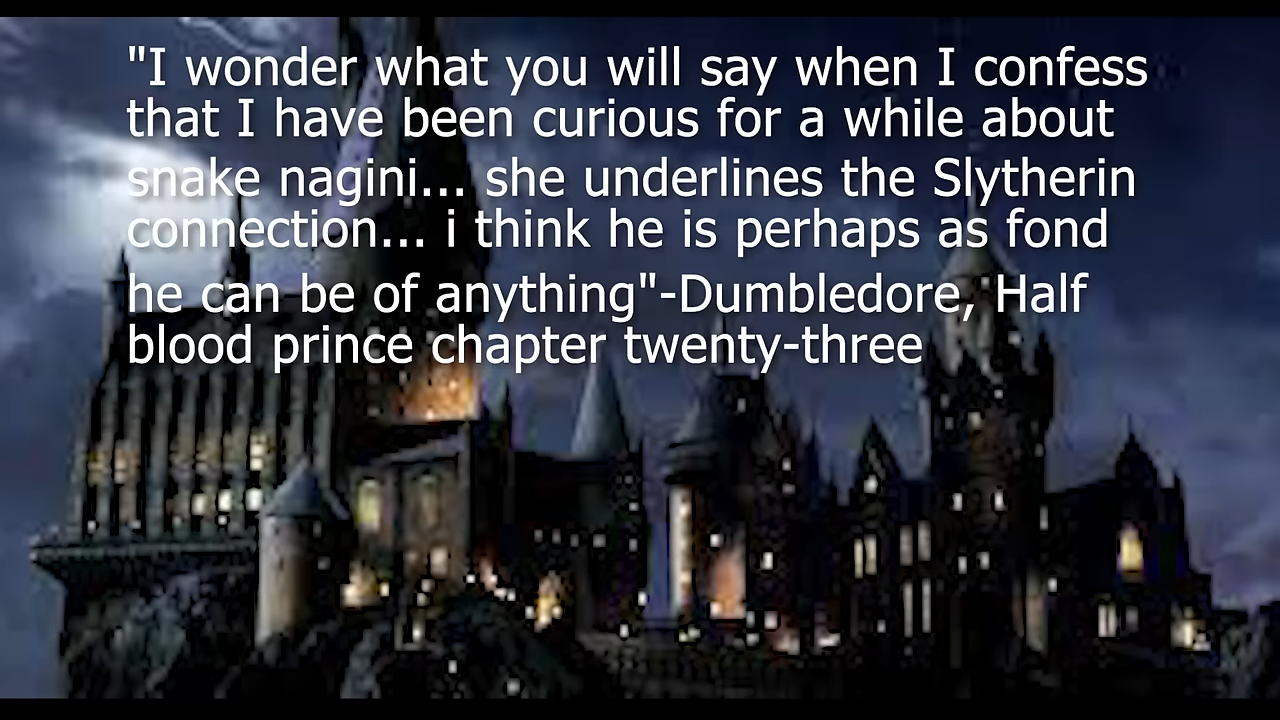 "I wonder what you will say when I confess
that I have been curious for a while about
snake nagini... she underlines the Slytherin
connection... i think he is perhaps as fond
he can be of anything"-Dumbledore, Half
blood prince chapter twenty-three